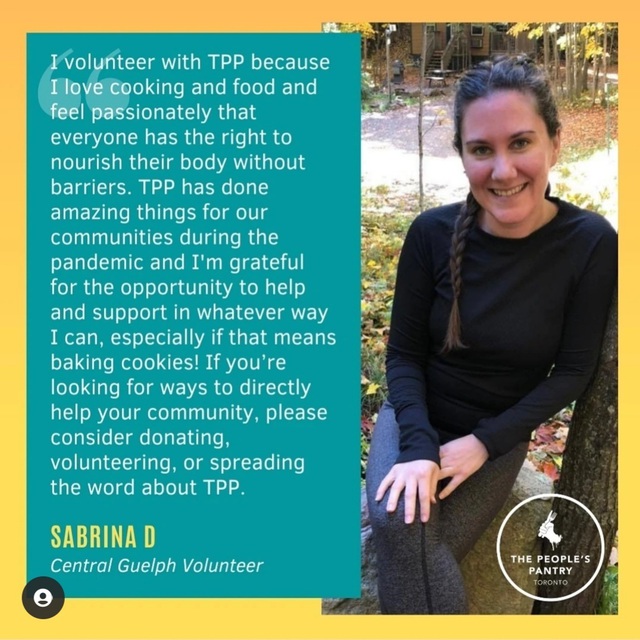 I volunteer with TPP because
I love cooking and food and
feel passionately that
everyone has the right to
nourish their body without
barriers. TPP has done
amazing things for our
communities during the
pandemic and I'm grateful
for the opportunity to help
and support in whatever way
I can, especially if that means
baking cookies! If you’re
looking for ways to directly
help your community, please
consider donating,
volunteering, or spreading
the word about TPP.
SABRINA D
Central Guelph Volunteer
THE PEOPLE'S
PANTRY
TORONTO